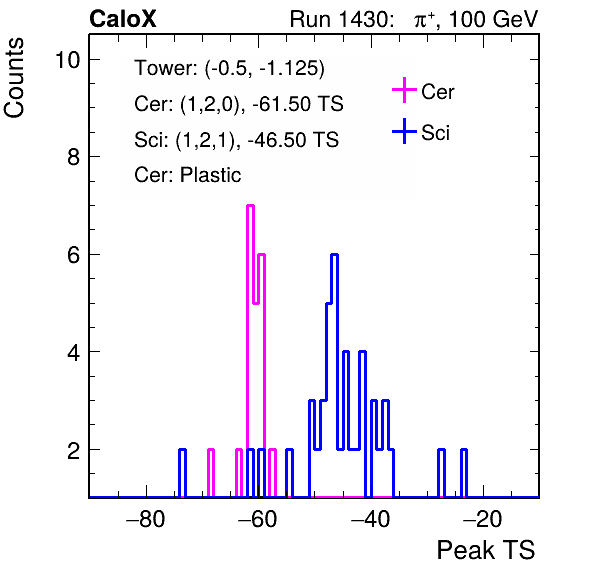 CaloX Run 1430: π⁺, 100 GeV
Counts
Tower: (-0.5, -1.125)
Cer: (1,2,0), -61.50 TS
Sci: (1,2,1), -46.50 TS
Cer: Plastic
Cer
Sci
10
8
6
4
2
−80 −60 −40 −20
Peak TS